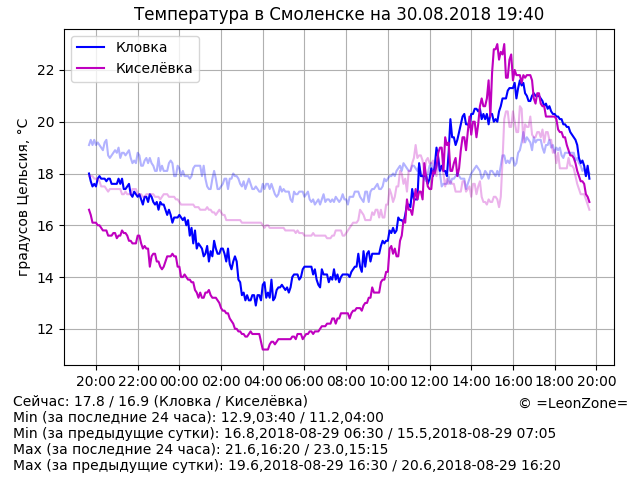 Температура в Смоленске на 30.08.2018 19:40
Кловка
Киселёвка
градусов Цельсия, °C
22
20
18
16
14
12
20:00 22:00 00:00 02:00 04:00 06:00 08:00 10:00 12:00 14:00 16:00 18:00 20:00
Сейчас: 17.8 / 16.9 (Кловка / Киселёвка)
© =LeonZone=
Min (за последние 24 часа): 12.9,03:40 / 11.2,04:00
Min (за предыдущие сутки): 16.8,2018-08-29 06:30 / 15.5,2018-08-29 07:05
Max (за последние 24 часа): 21.6,16:20 / 23.0,15:15
Max (за предыдущие сутки): 19.6,2018-08-29 16:30 / 20.6,2018-08-29 16:20